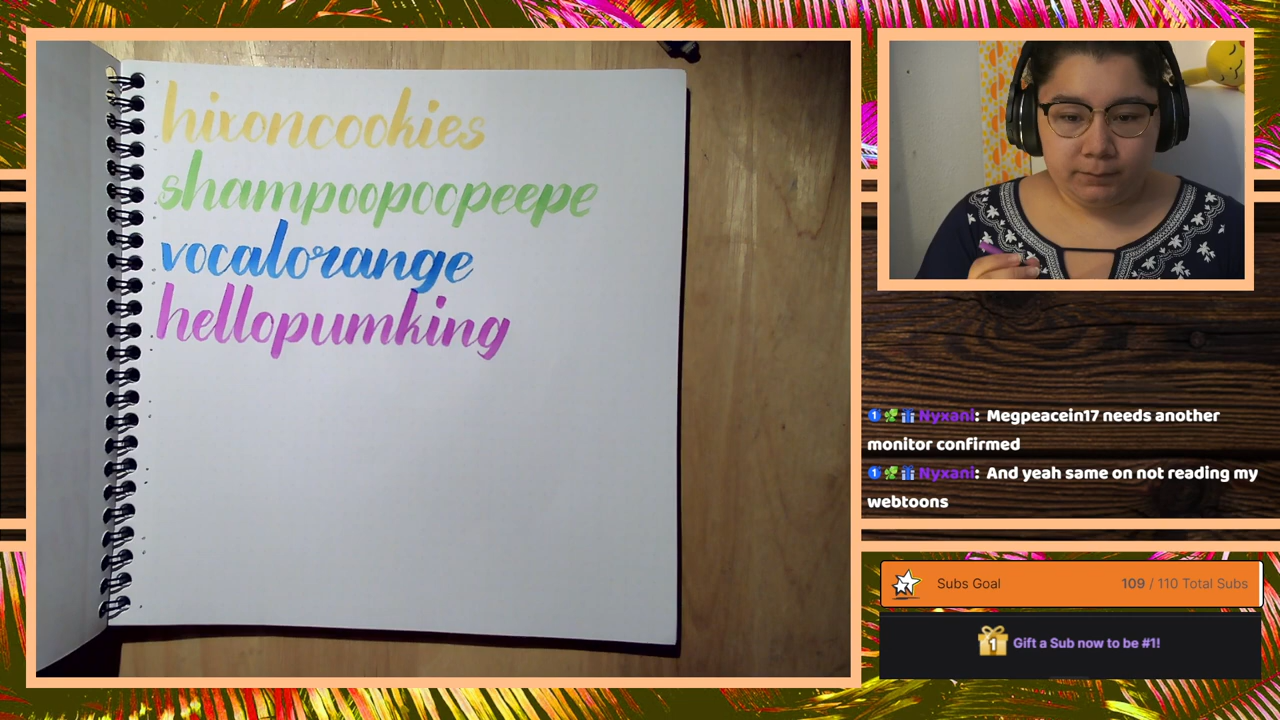 hixoncookies
shampoopoopeepe
vocalorange
hellopumking
Nyxani: Megpeacein17 needs another
monitor confirmed
Nyxani: And yeah same on not reading my
webtoons
Subs Goal 109 / 110 Total Subs
1 Gift a Sub now to be #1!